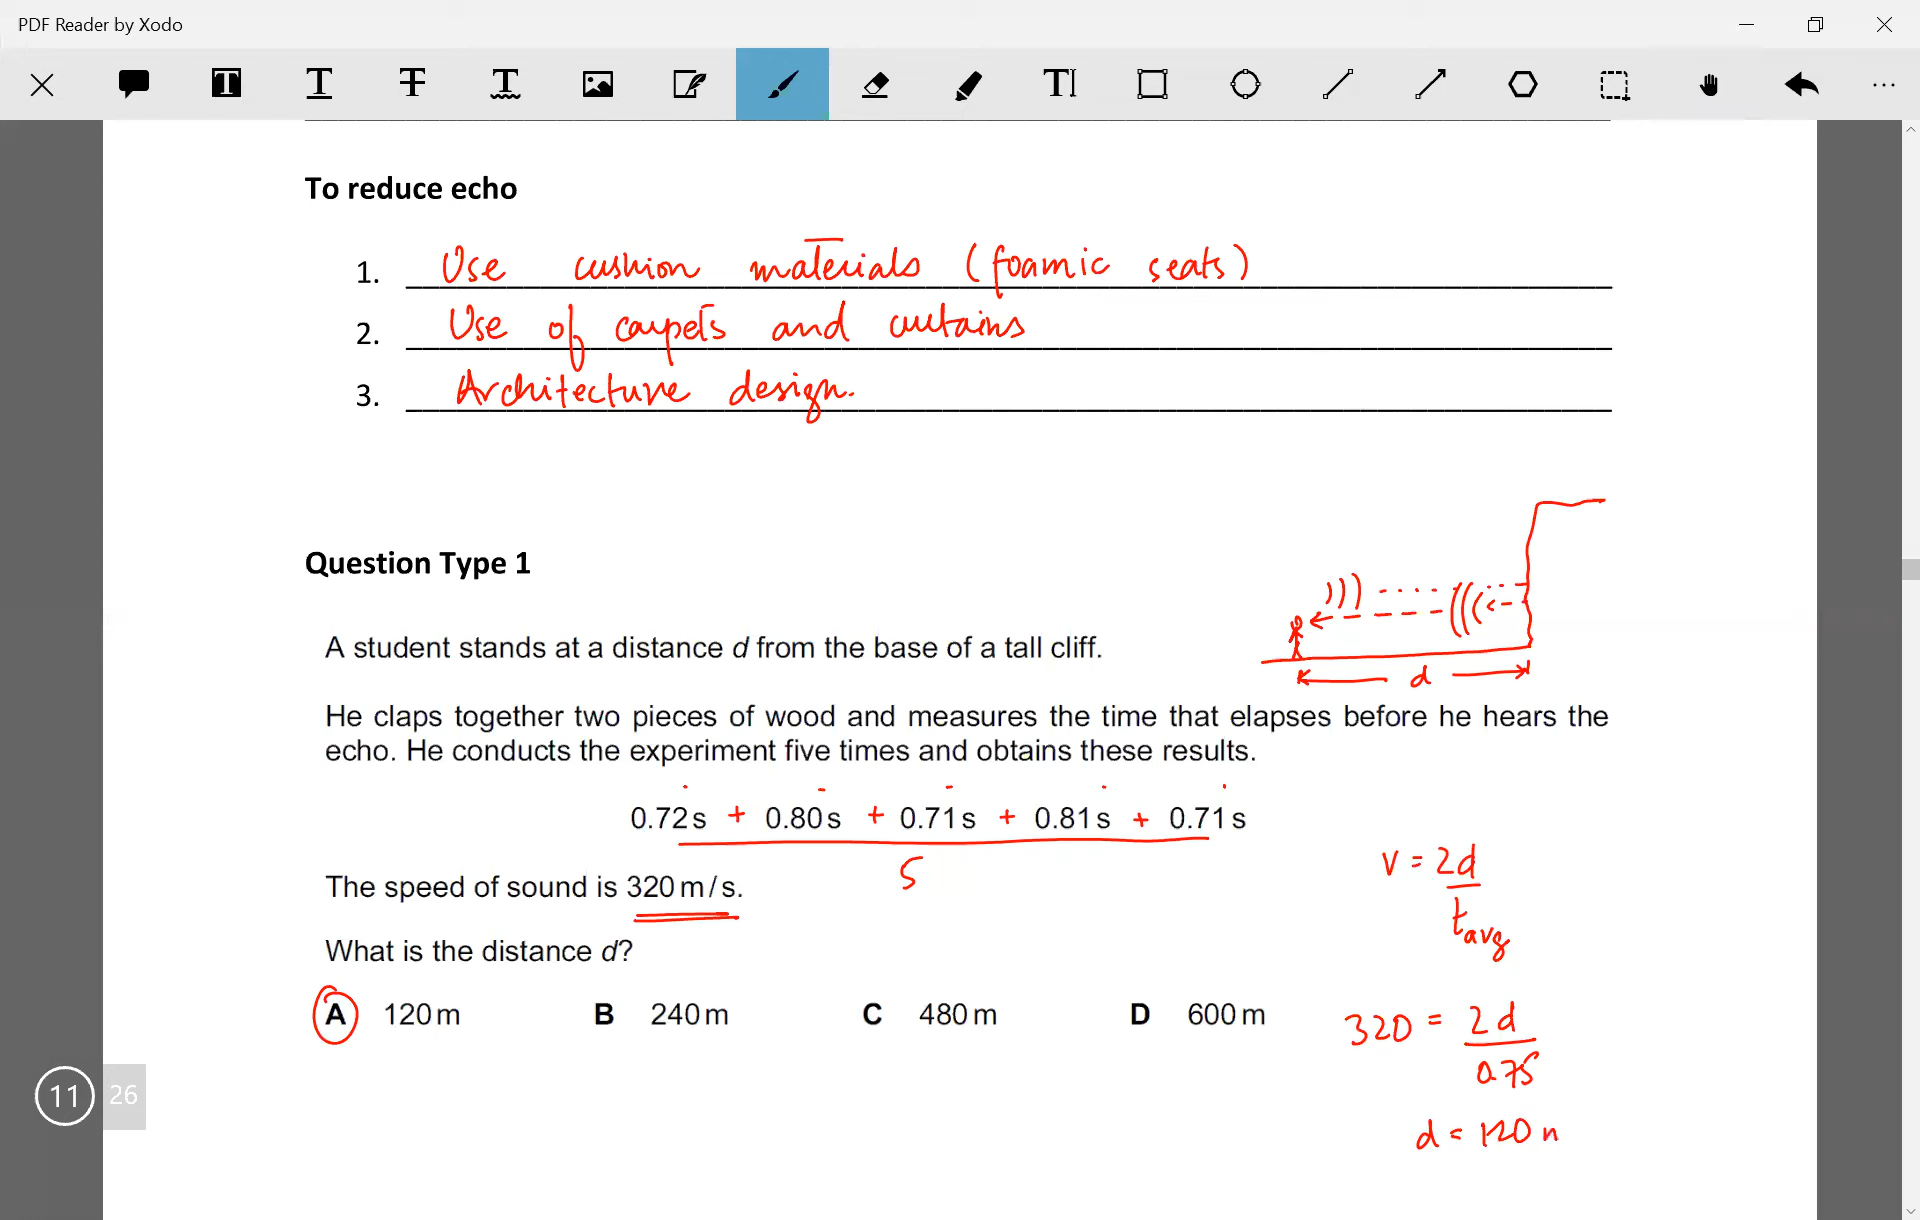 PDF Reader by Xodo
To reduce echo
1. Use cushion materials (foamic seats)
2. Use of carpets and curtains
3. Architecture design.
Question Type 1
A student stands at a distance d from the base of a tall cliff.
d
He claps together two pieces of wood and measures the time that elapses before he hears the
echo. He conducts the experiment five times and obtains these results.
0.72 s + 0.80 s + 0.71 s + 0.81 s + 0.71 s
5
The speed of sound is 320 m / s.
v = 2d
t avg
What is the distance d?
A 120 m B 240 m C 480 m D 600 m
320 = 2d
0.75
d = 120 m
11 26